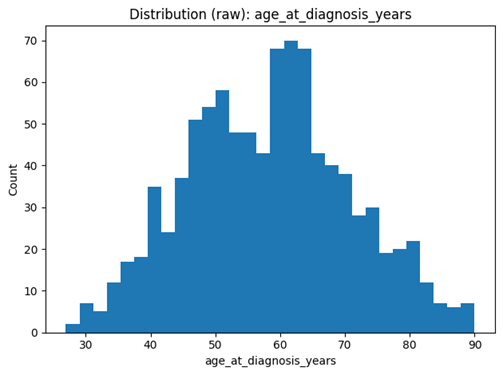 Distribution (raw): age_at_diagnosis_years
70
60
50
40
30
20
10
0
Count
30 40 50 60 70 80 90
age_at_diagnosis_years